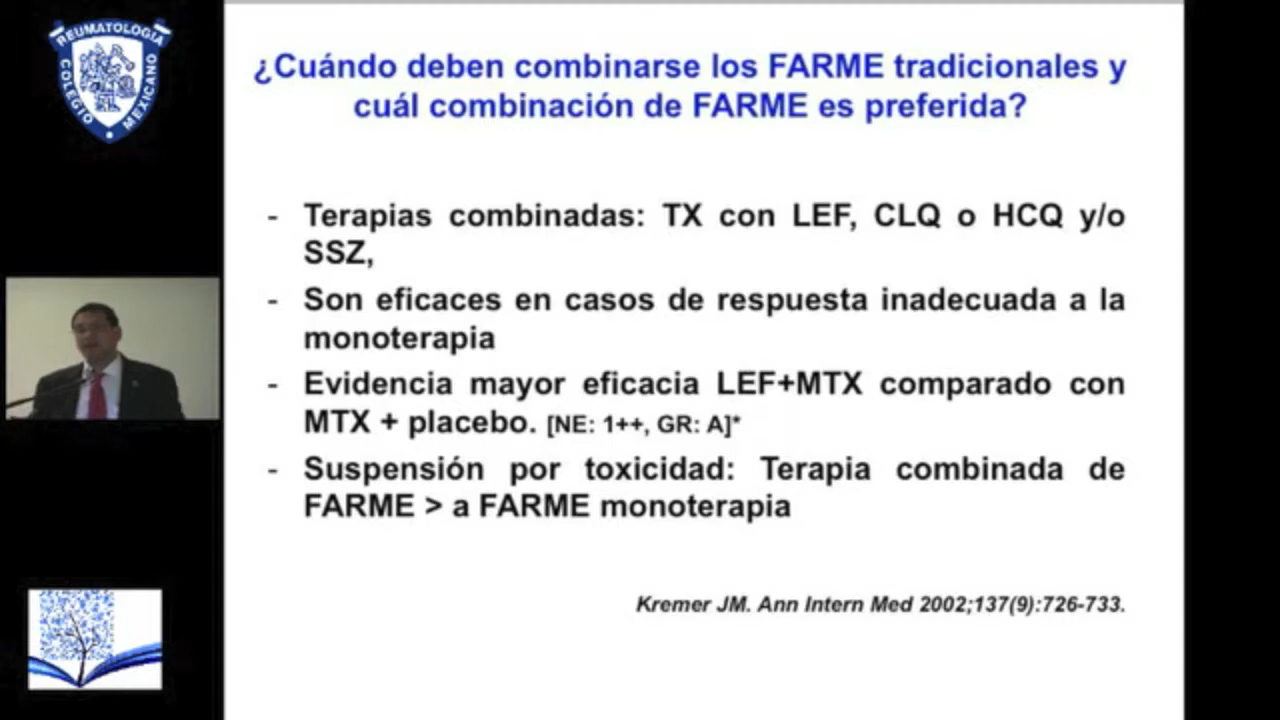 REUMATOLOGIA
COLEGIO
MEXICANO
¿Cuándo deben combinarse los FARME tradicionales y
cuál combinación de FARME es preferida?
- Terapias combinadas: TX con LEF, CLQ o HCQ y/o
SSZ,
- Son eficaces en casos de respuesta inadecuada a la
monoterapia
- Evidencia mayor eficacia LEF+MTX comparado con
MTX + placebo. [NE: 1++, GR: A]*
- Suspensión por toxicidad: Terapia combinada de
FARME > a FARME monoterapia
Kremer JM. Ann Intern Med 2002;137(9):726-733.